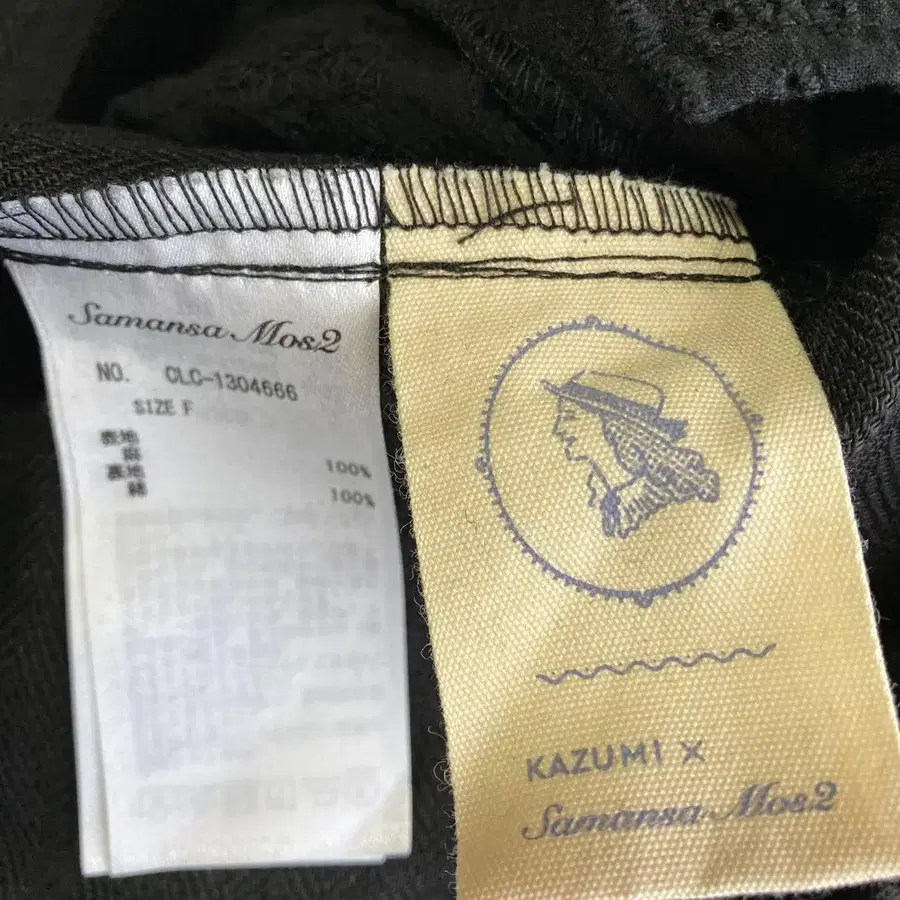 Samansa Mos2
NO. CLC-1304666
SIZE F
表地
麻 100%
裏地
綿 100%
KAZUMI X
Samansa Mos2